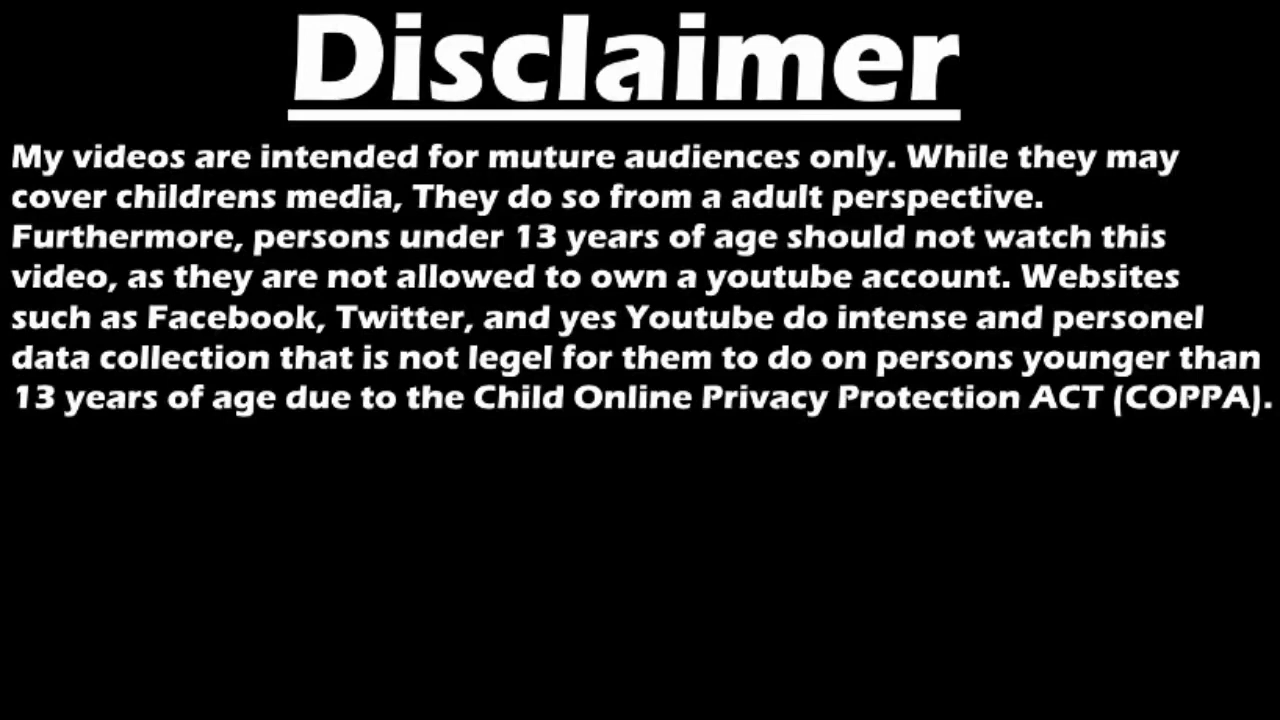 Disclaimer
My videos are intended for muture audiences only. While they may
cover childrens media, They do so from a adult perspective.
Furthermore, persons under 13 years of age should not watch this
video, as they are not allowed to own a youtube account. Websites
such as Facebook, Twitter, and yes Youtube do intense and personel
data collection that is not legel for them to do on persons younger than
13 years of age due to the Child Online Privacy Protection ACT (COPPA).